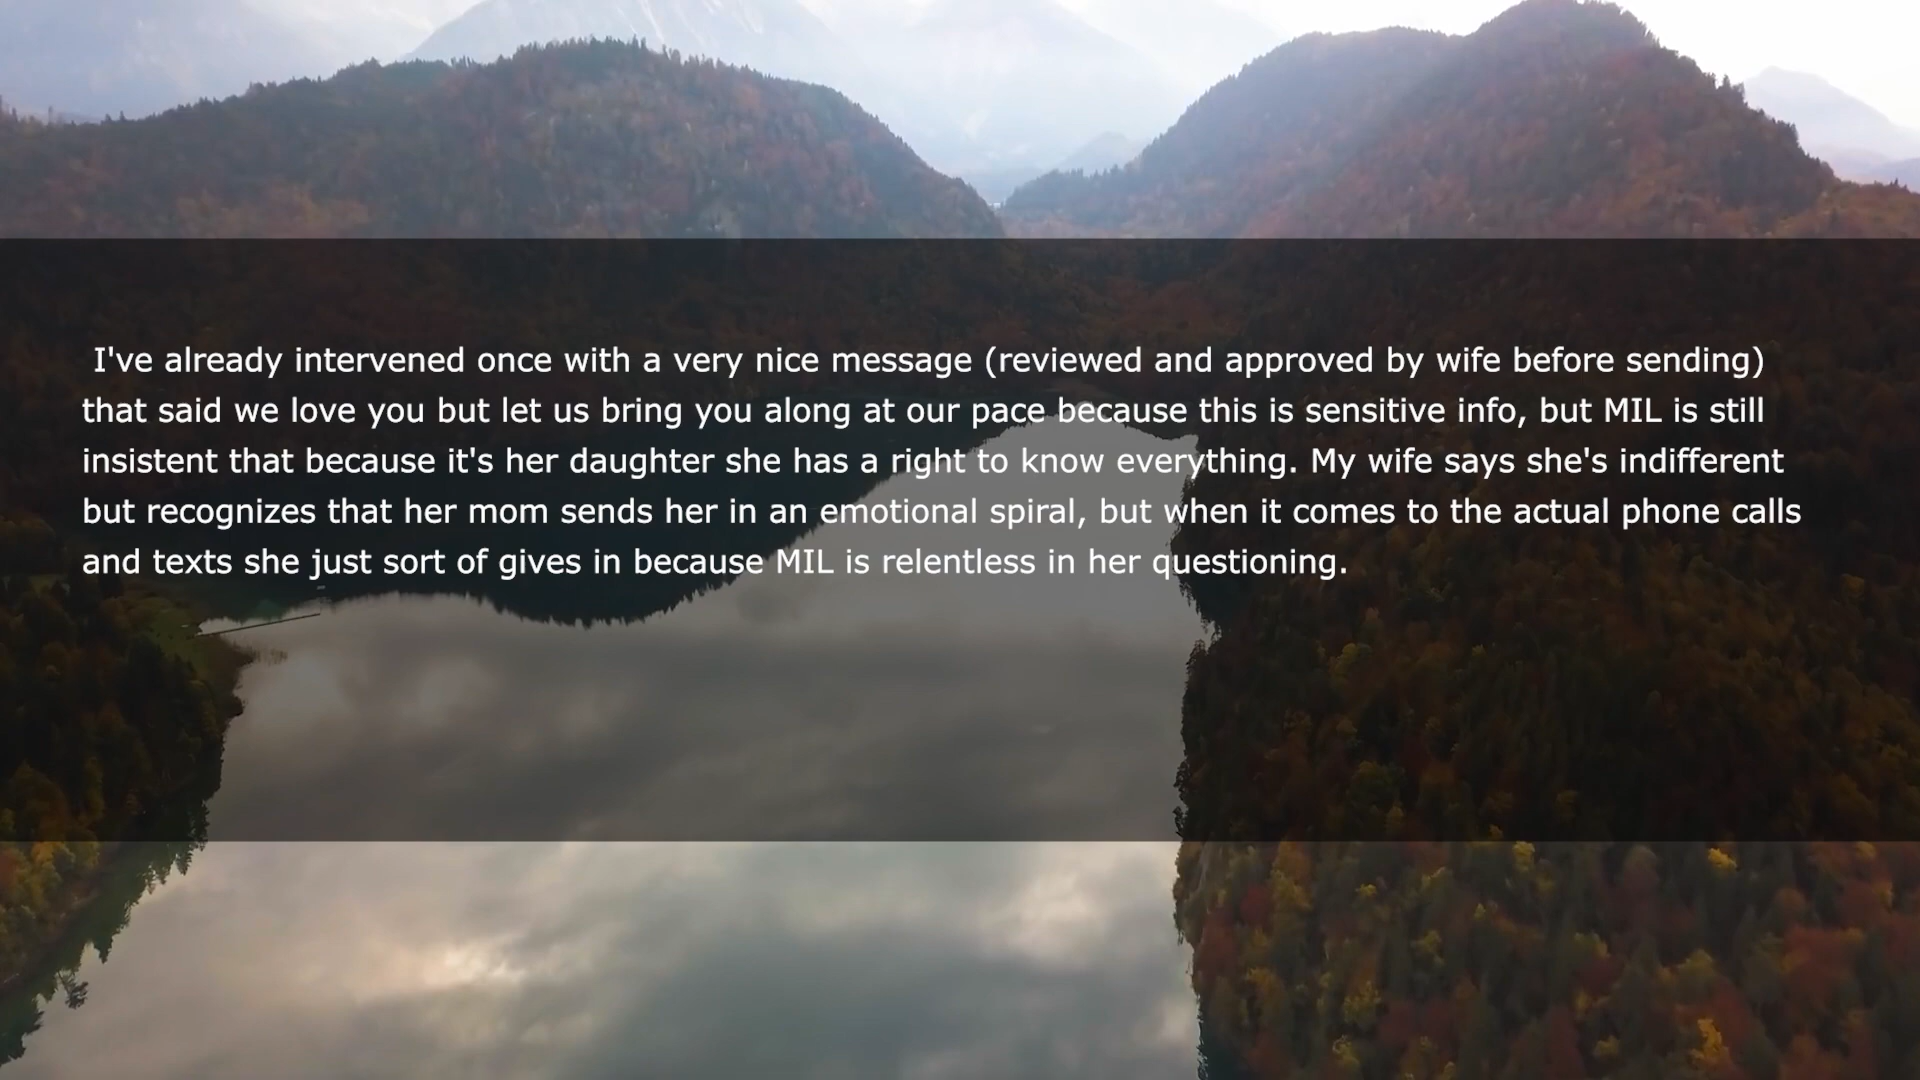 I've already intervened once with a very nice message (reviewed and approved by wife before sending)
that said we love you but let us bring you along at our pace because this is sensitive info, but MIL is still
insistent that because it's her daughter she has a right to know everything. My wife says she's indifferent
but recognizes that her mom sends her in an emotional spiral, but when it comes to the actual phone calls
and texts she just sort of gives in because MIL is relentless in her questioning.